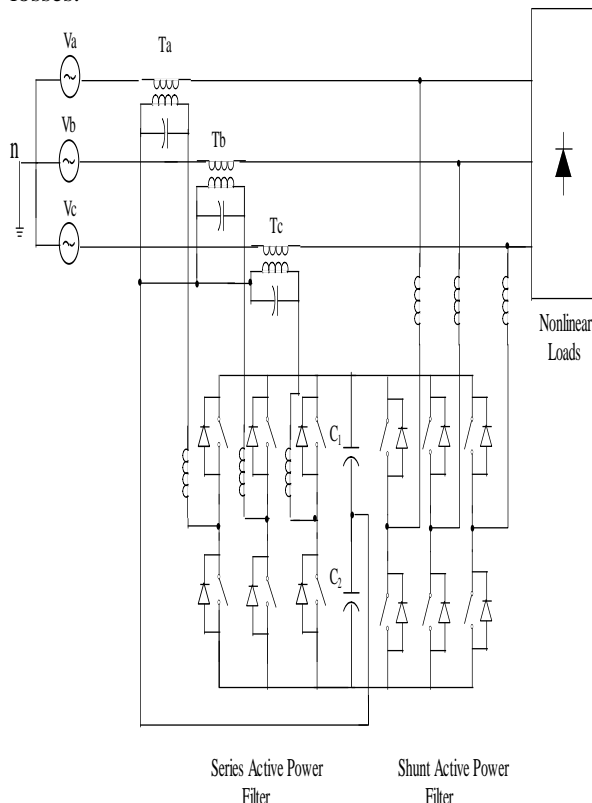 losses.
Va
Ta
Vb
Tb
n
Vc
Tc
Nonlinear
Loads
C₁
C₂
Series Active Power
Filter
Shunt Active Power
Filter